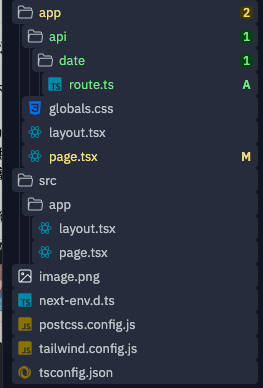 app 2
api 1
date 1
TS route.ts A
globals.css
layout.tsx
page.tsx M
src
app
layout.tsx
page.tsx
image.png
TS next-env.d.ts
JS postcss.config.js
JS tailwind.config.js
tsconfig.json